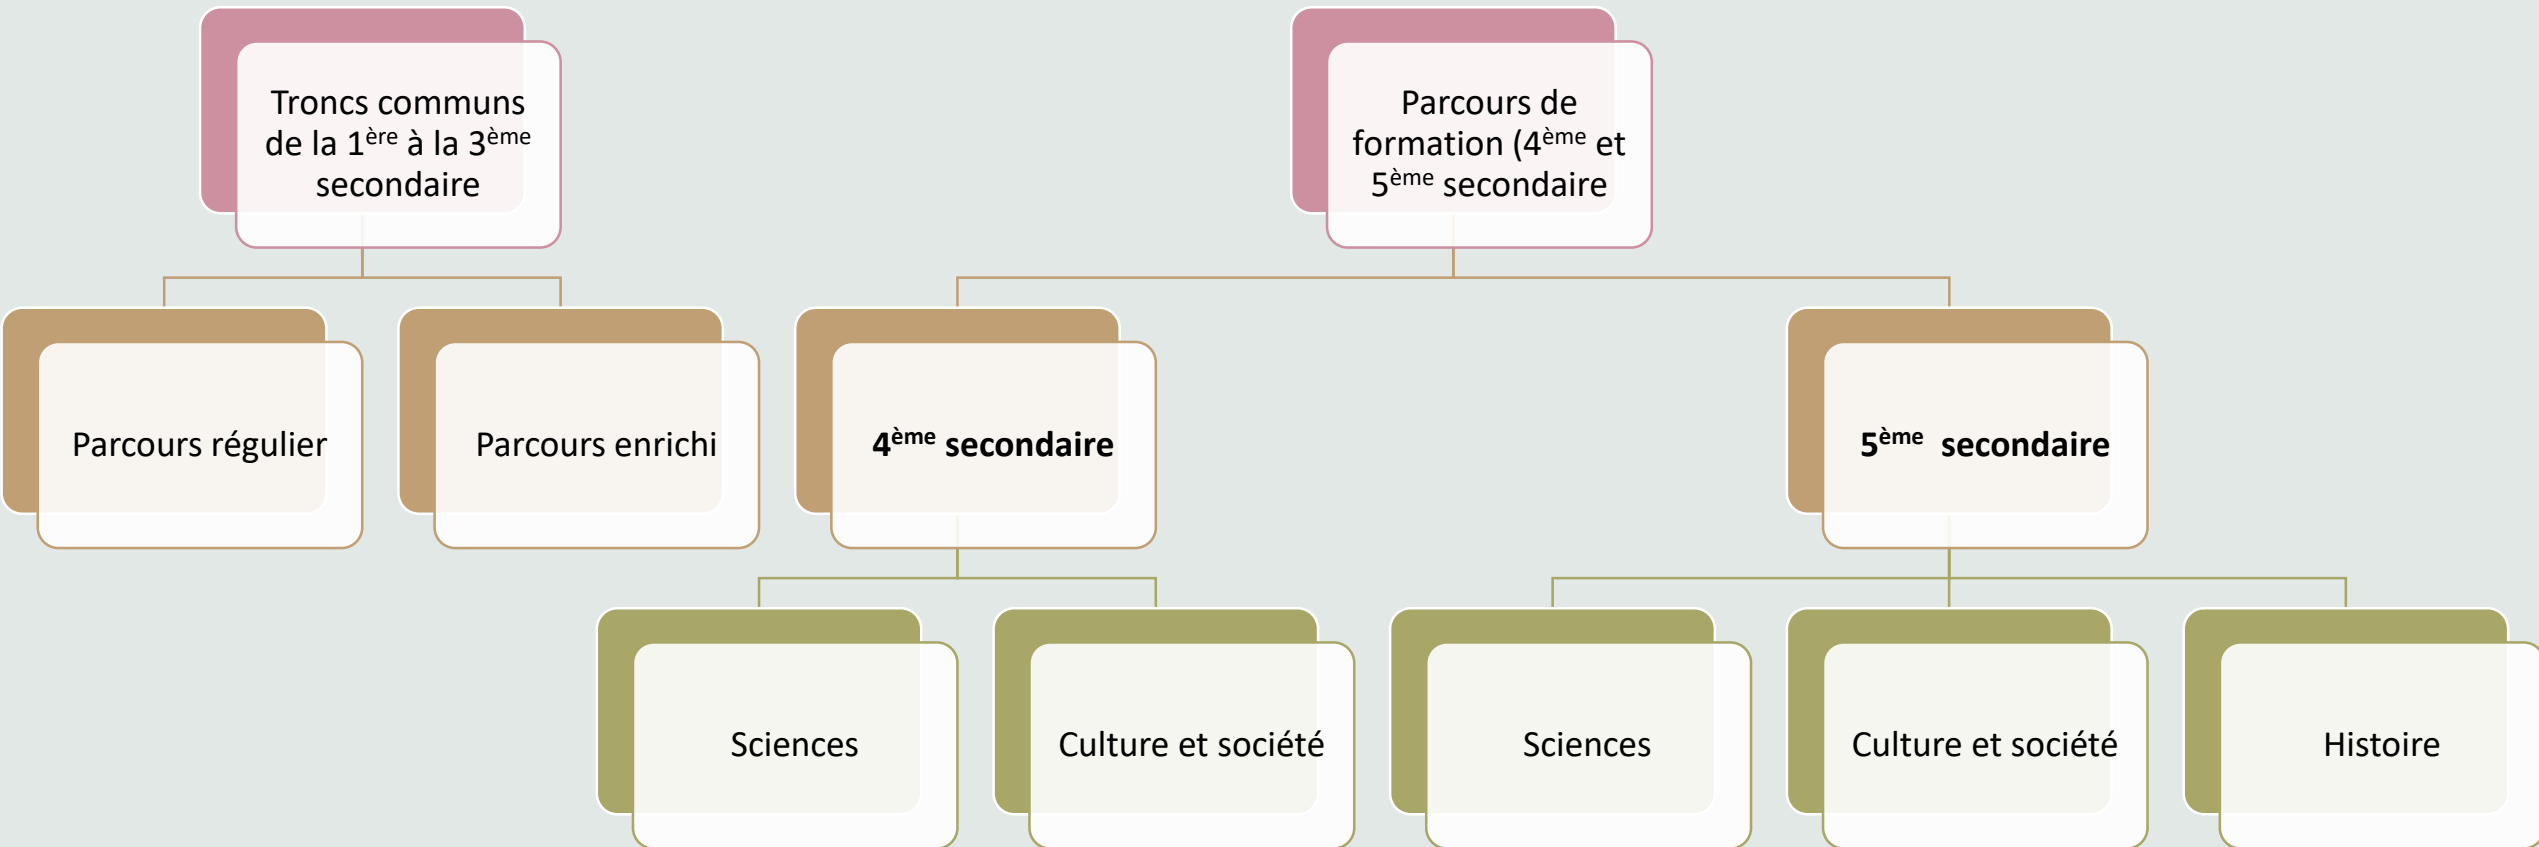 Troncs communs
de la 1ère à la 3ème
secondaire
Parcours de
formation (4ème et
5ème secondaire
Parcours régulier
Parcours enrichi
4ème secondaire
5ème secondaire
Sciences
Culture et société
Sciences
Culture et société
Histoire